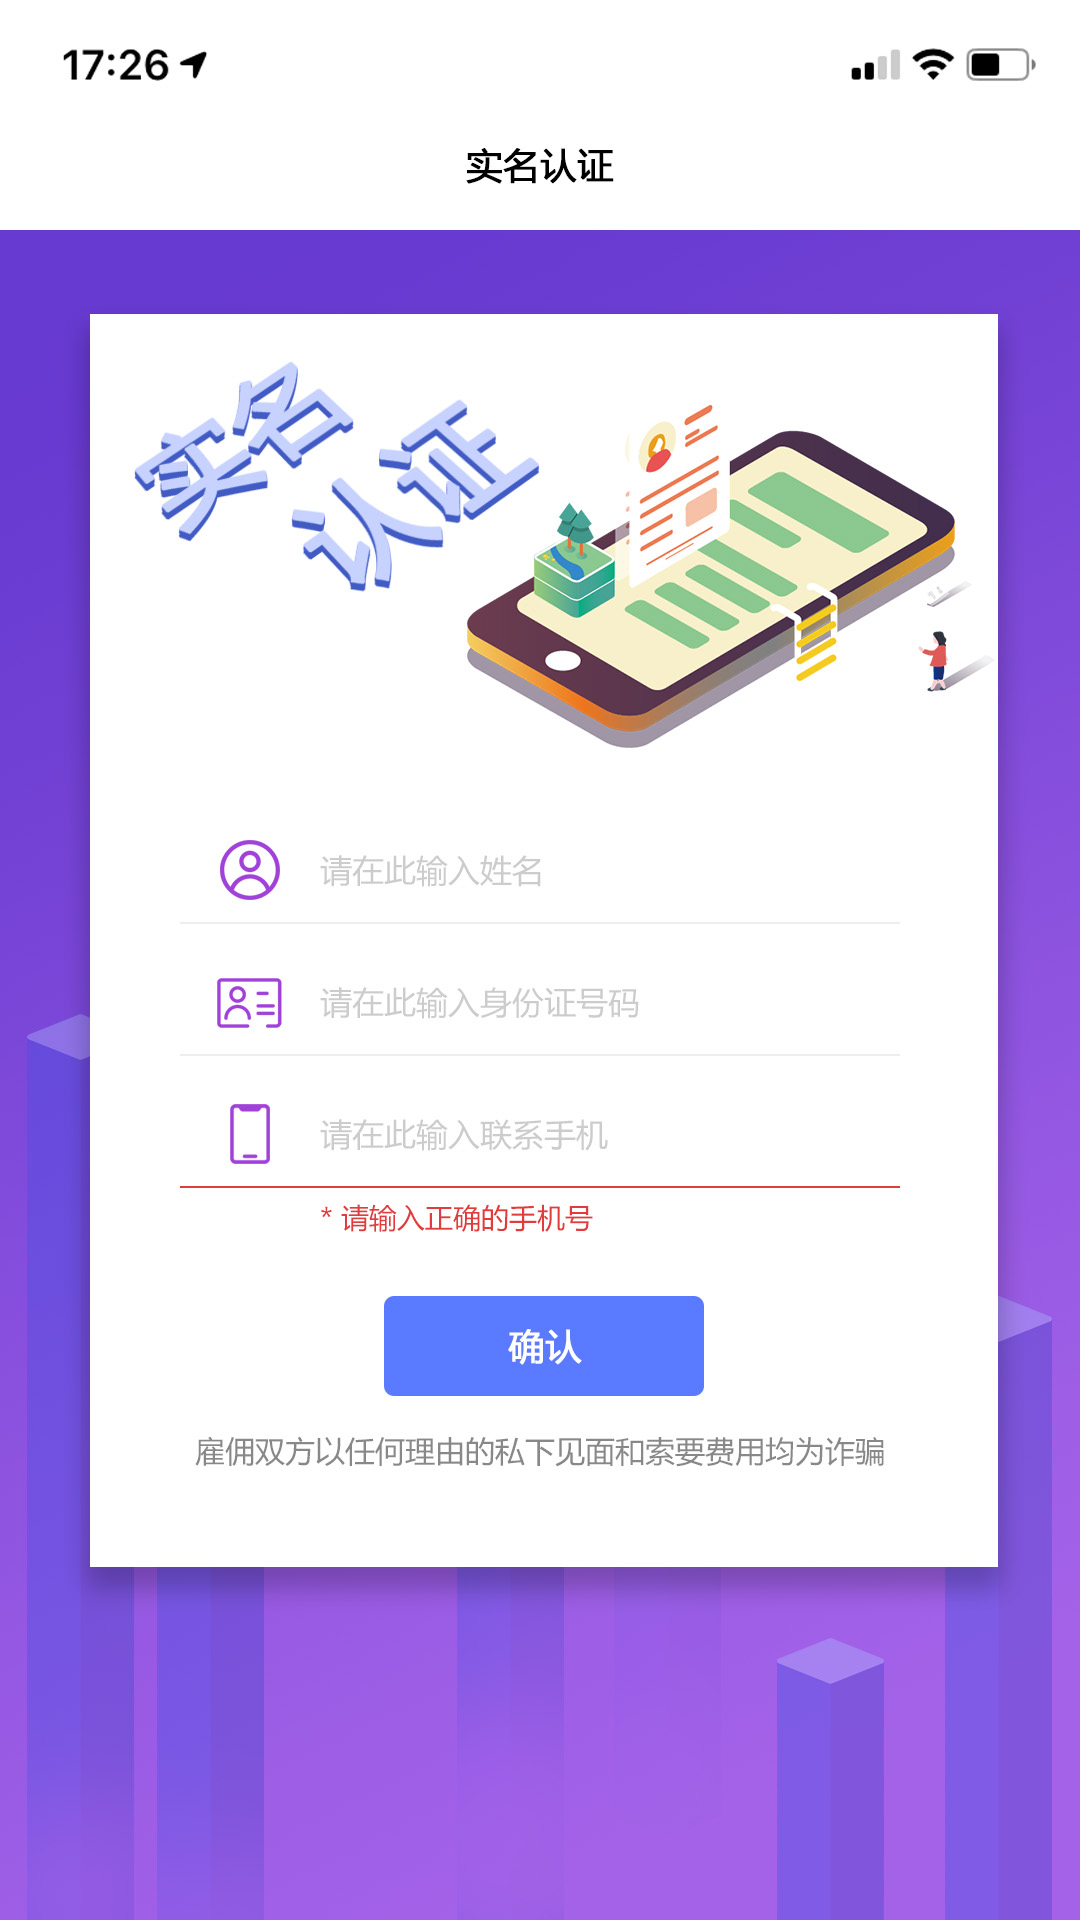 17:26
实名认证
实名
认证
请在此输入姓名
请在此输入身份证号码
请在此输入联系手机
* 请输入正确的手机号
确认
雇佣双方以任何理由的私下见面和索要费用均为诈骗